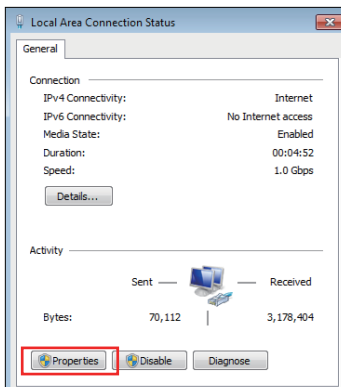 Local Area Connection Status
General
Connection
IPv4 Connectivity: Internet
IPv6 Connectivity: No Internet access
Media State: Enabled
Duration: 00:04:52
Speed: 1.0 Gbps
Details...
Activity
Sent Received
Bytes: 70,112 3,178,404
Properties Disable Diagnose